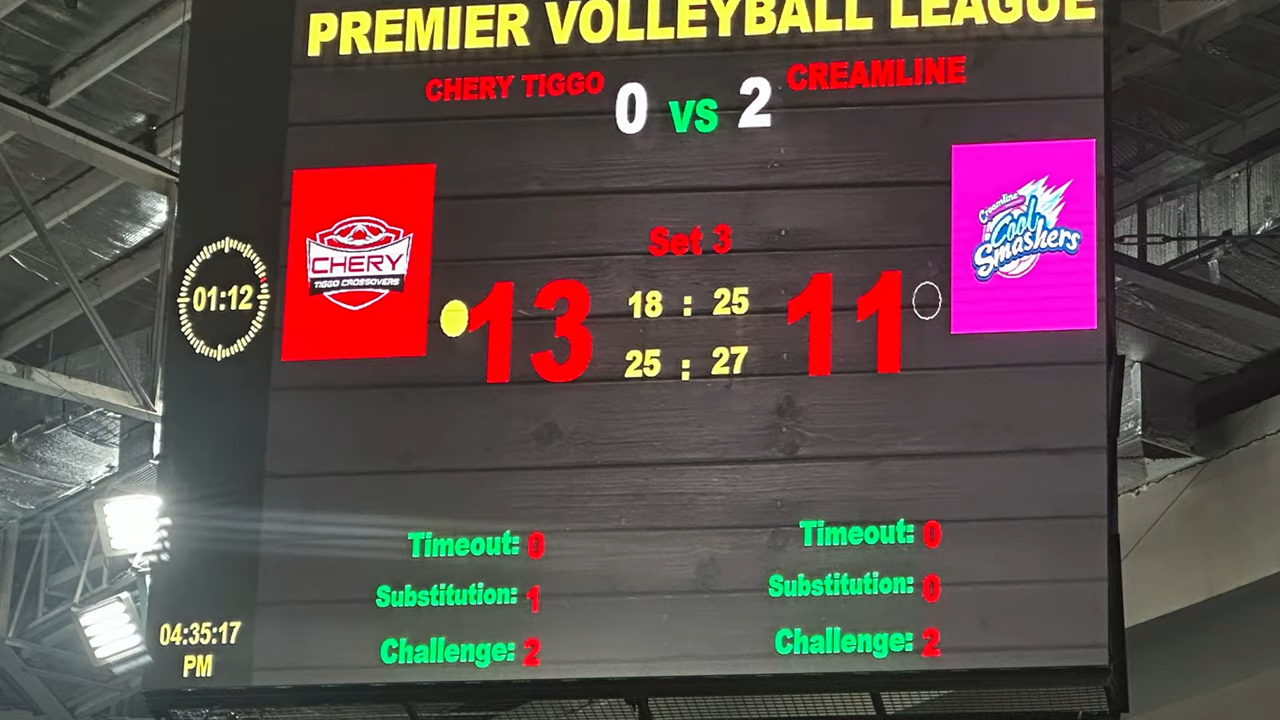 PREMIER VOLLEYBALL LEAGUE
CHERY TIGGO 0 VS 2 CREAMLINE
CHERY
TIGGO CROSSOVERS
Creamline
Cool
Smashers
Set 3
01:12
13 18 : 25 11
25 : 27
Timeout: 0 Timeout: 0
Substitution: 1 Substitution: 0
Challenge: 2 Challenge: 2
04:35:17
PM